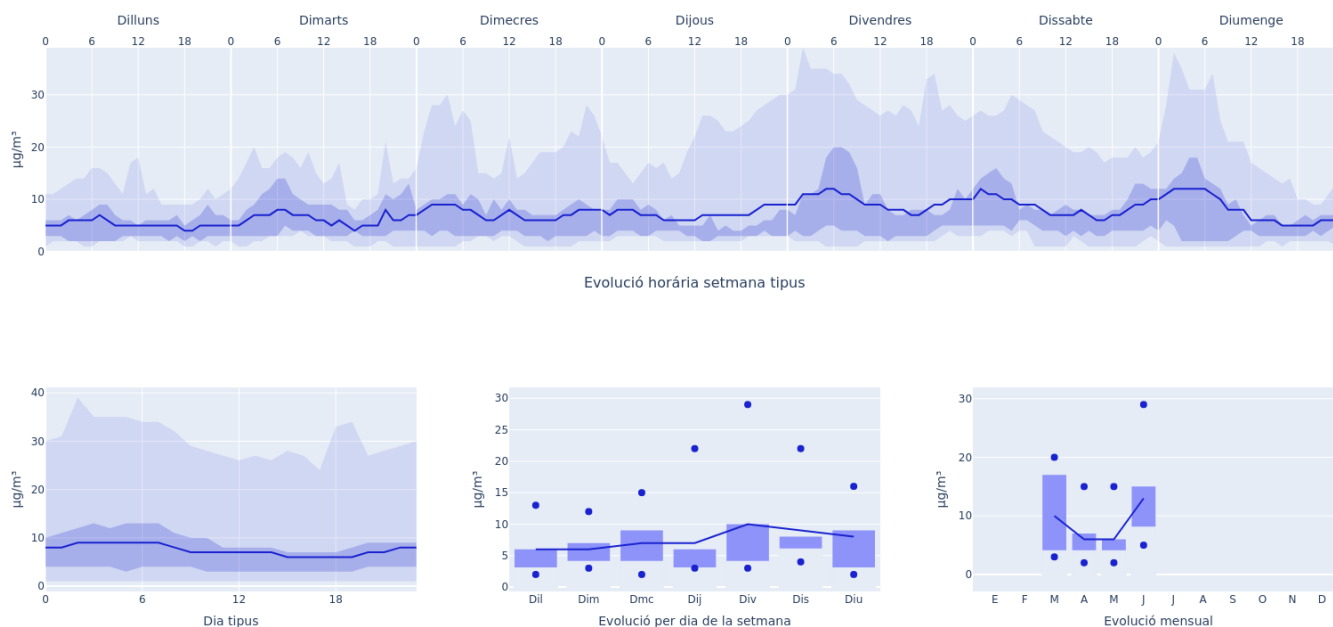 Dilluns Dimarts Dimecres Dijous Divendres Dissabte Diumenge
0 6 12 18 0 6 12 18 0 6 12 18 0 6 12 18 0 6 12 18 0 6 12 18 0 6 12 18
30
20
10
0
µg/m³
Evolució horária setmana tipus
40
30
20
10
0
µg/m³
0 6 12 18
Dia tipus
30
25
20
15
10
5
0
µg/m³
Dil Dim Dmc Dij Div Dis Diu
Evolució per dia de la setmana
30
20
10
0
µg/m³
E F M A M J J A S O N D
Evolució mensual